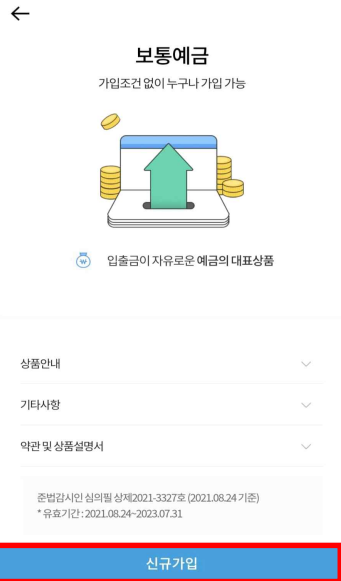 보통예금
가입조건 없이 누구나 가입 가능
₩ 입출금이 자유로운 예금의 대표상품
상품안내
기타사항
약관 및 상품설명서
준법감시인 심의필 상제2021-3327호 (2021.08.24 기준)
* 유효기간 : 2021.08.24~2023.07.31
신규가입